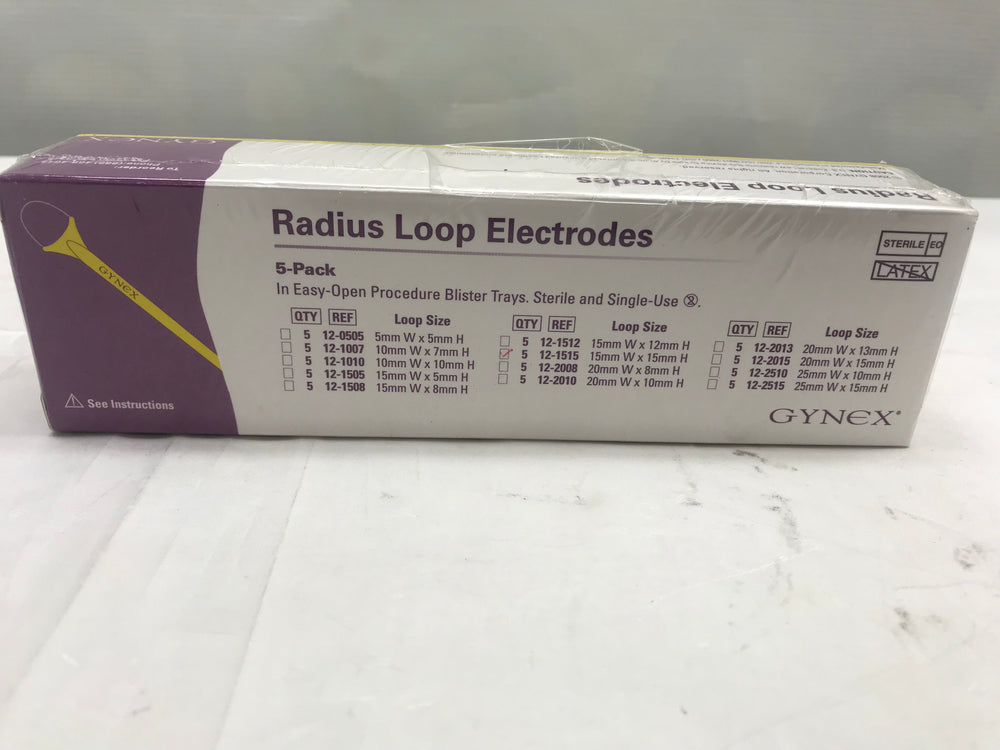 GYNEX
To Reorder:
Radius Loop Electrodes
Radius Loop Electrodes
STERILE EO
LATEX
GYNEX
5-Pack
In Easy-Open Procedure Blister Trays. Sterile and Single-Use 2.
QTY REF Loop Size
5 12-0505 5mm W x 5mm H
5 12-1007 10mm W x 7mm H
5 12-1010 10mm W x 10mm H
5 12-1505 15mm W x 5mm H
5 12-1508 15mm W x 8mm H
QTY REF Loop Size
5 12-1512 15mm W x 12mm H
5 12-1515 15mm W x 15mm H
5 12-2008 20mm W x 8mm H
5 12-2010 20mm W x 10mm H
QTY REF Loop Size
5 12-2013 20mm W x 13mm H
5 12-2015 20mm W x 15mm H
5 12-2510 25mm W x 10mm H
5 12-2515 25mm W x 15mm H
See Instructions
GYNEX®